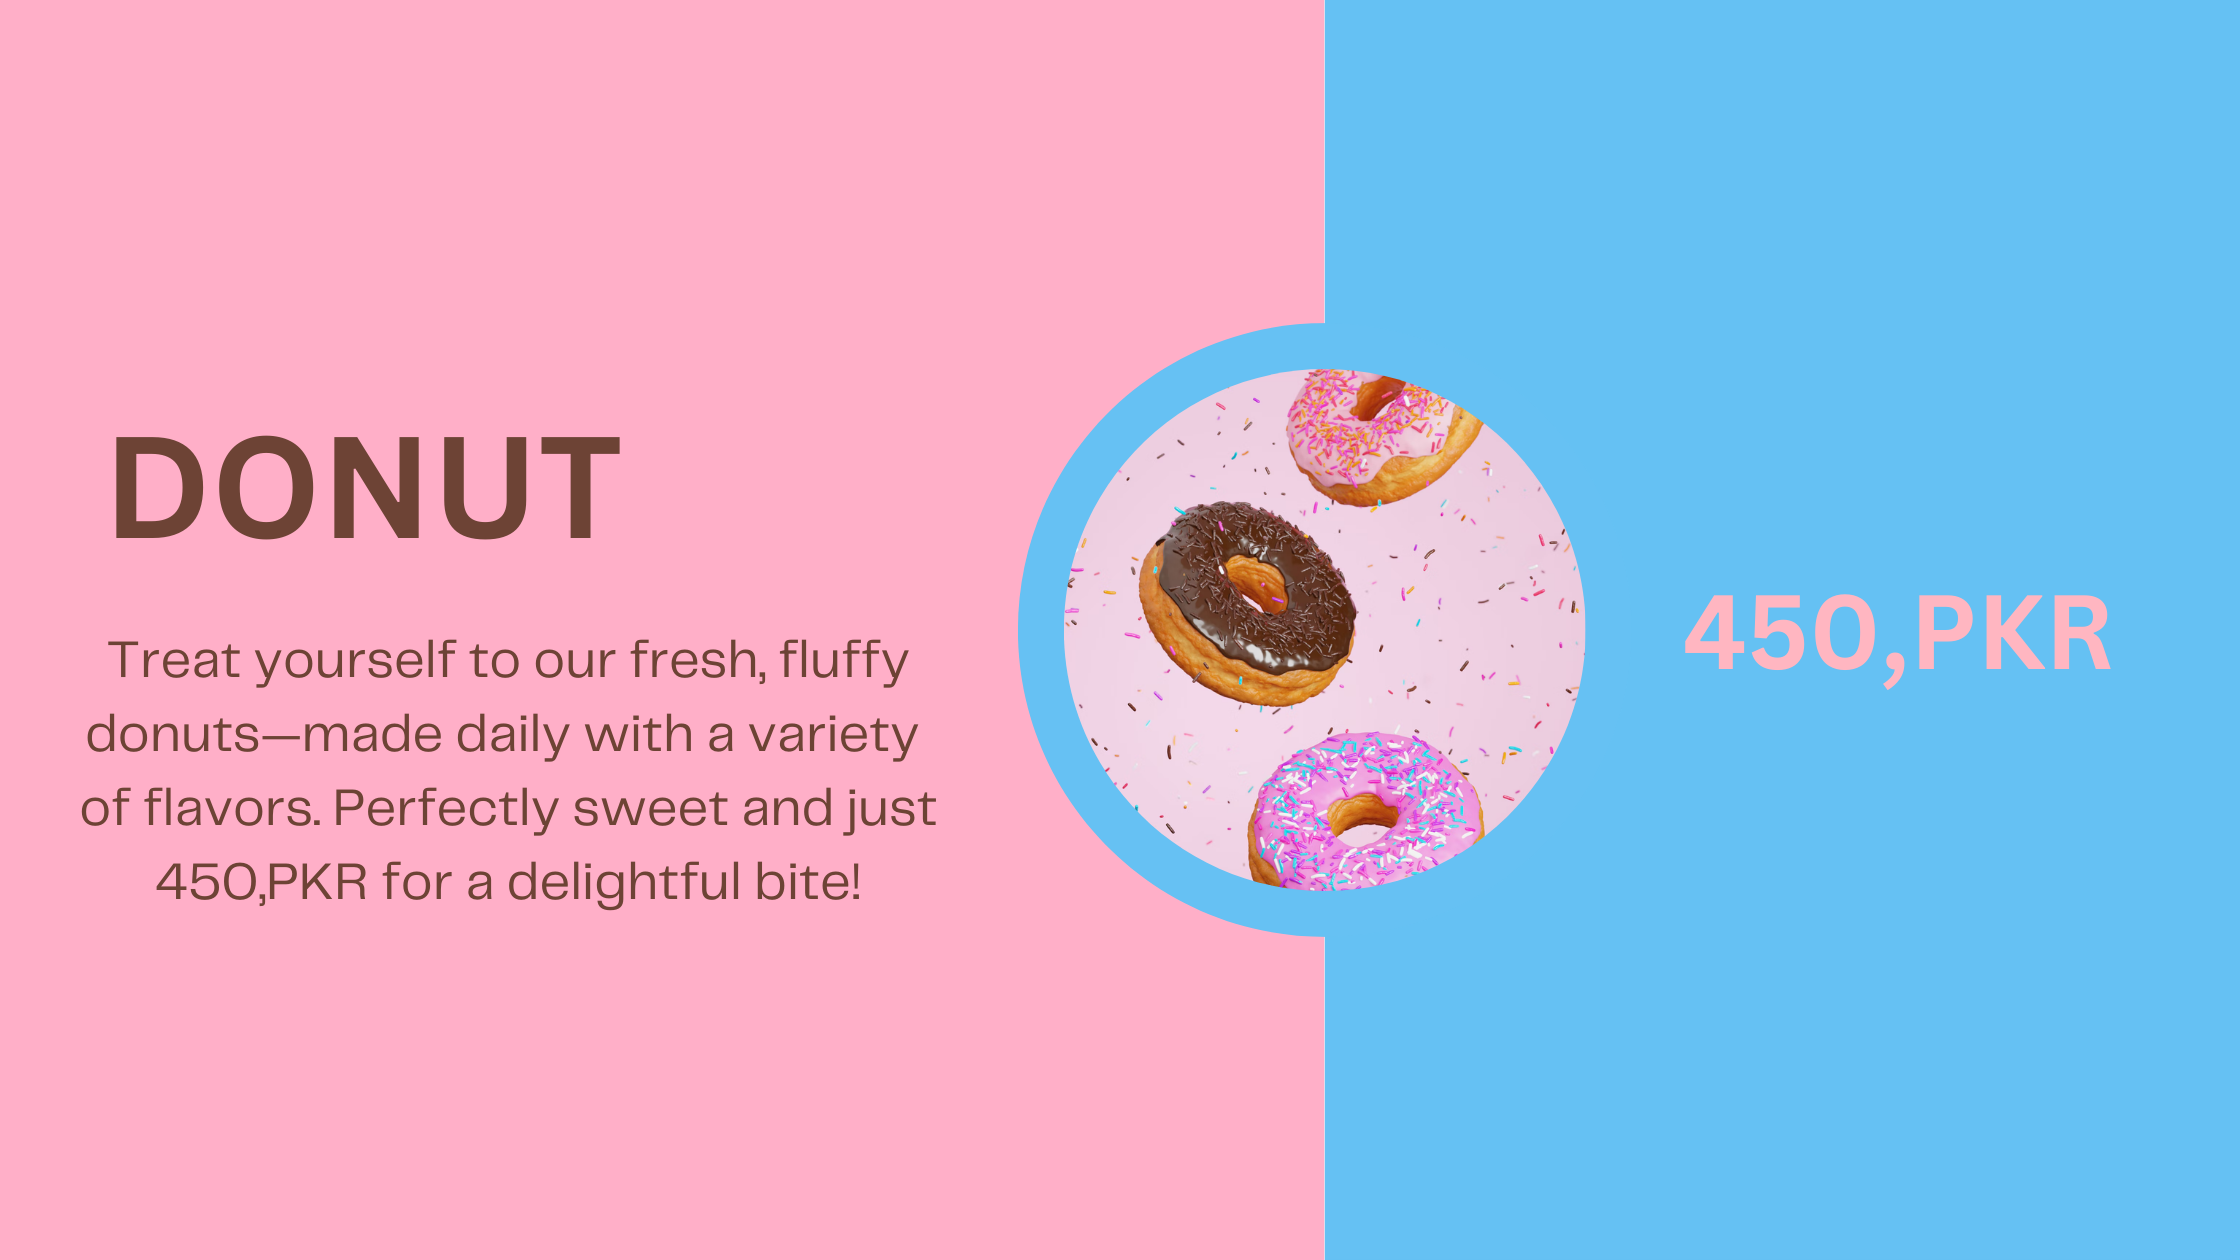 DONUT
Treat yourself to our fresh, fluffy
donuts—made daily with a variety
of flavors. Perfectly sweet and just
450,PKR for a delightful bite!
450,PKR